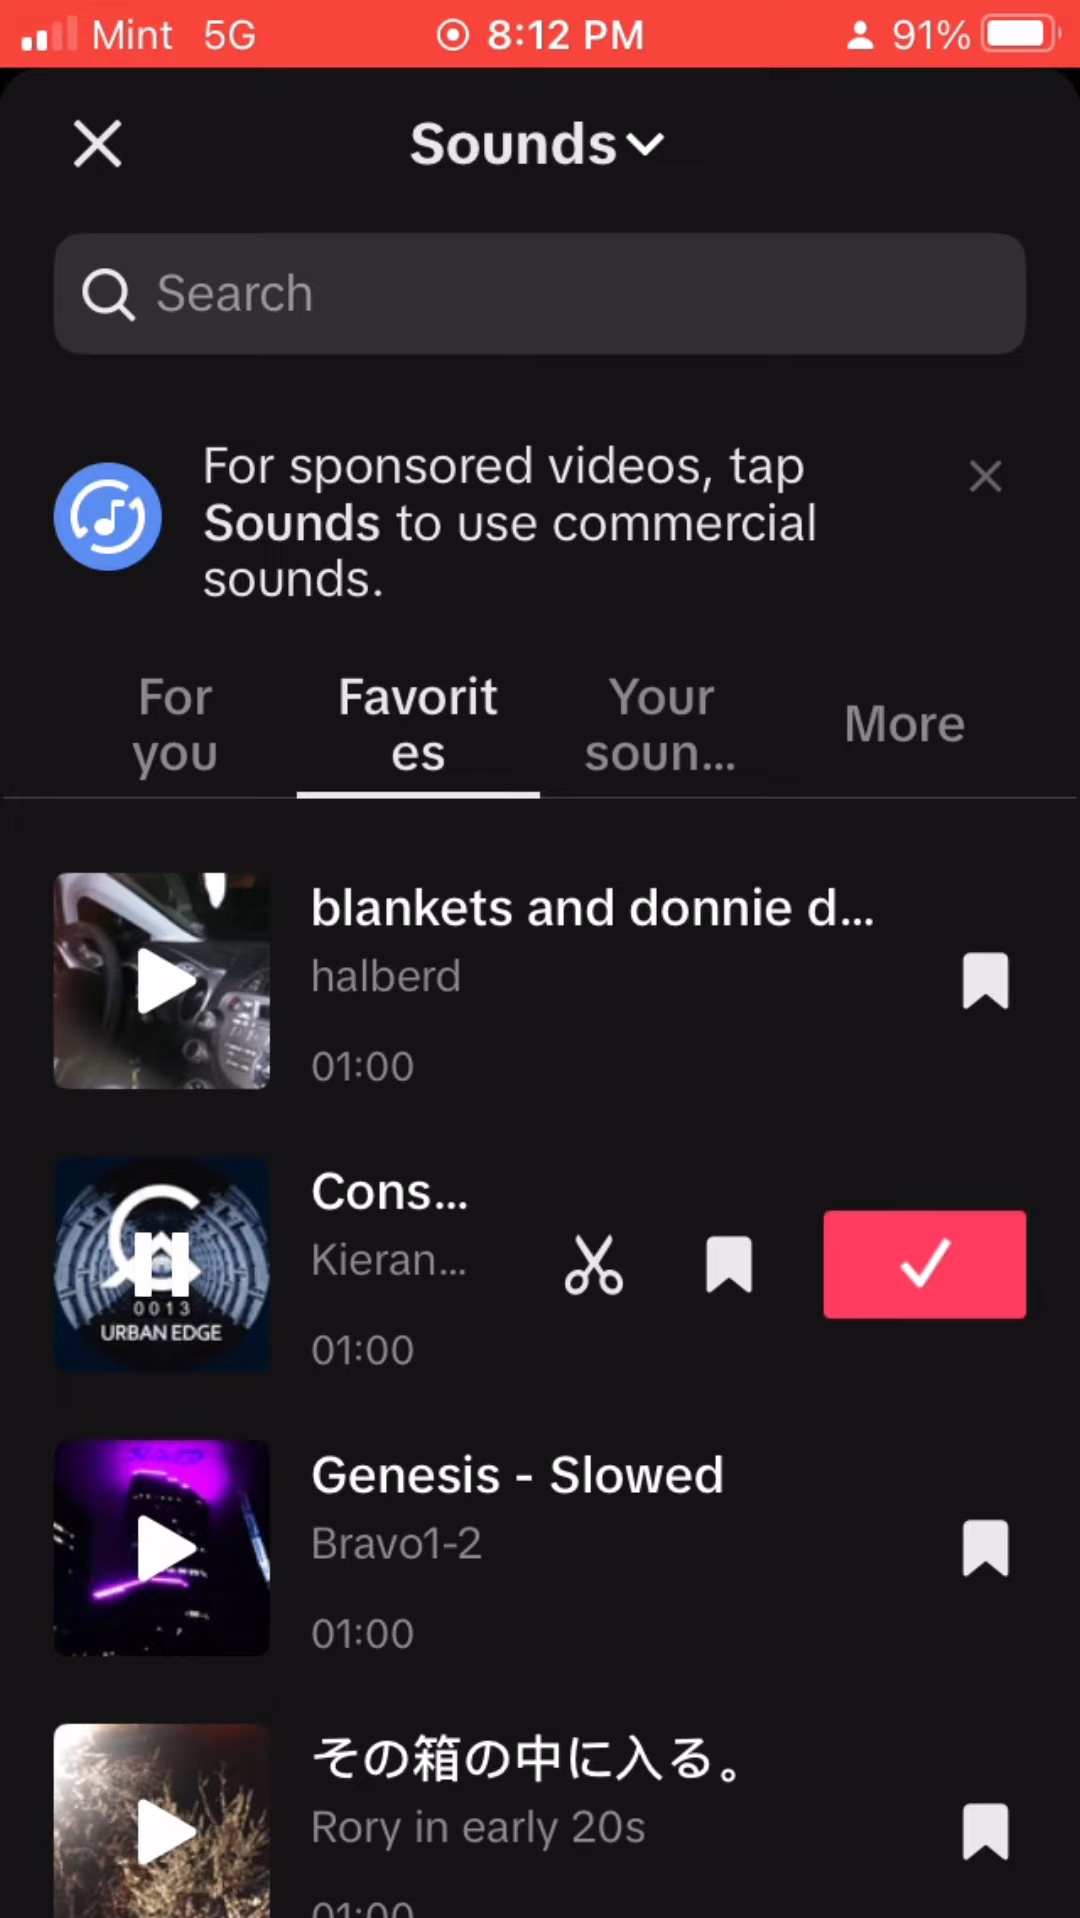 Mint 5G 8:12 PM 91%
Sounds
Search
For sponsored videos, tap
Sounds to use commercial
sounds.
For
you
Favorit
es
Your
soun...
More
blankets and donnie d...
halberd
01:00
Cons...
Kieran...
01:00
0013
URBAN EDGE
Genesis - Slowed
Bravo1-2
01:00
その箱の中に入る。
Rory in early 20s
01:00